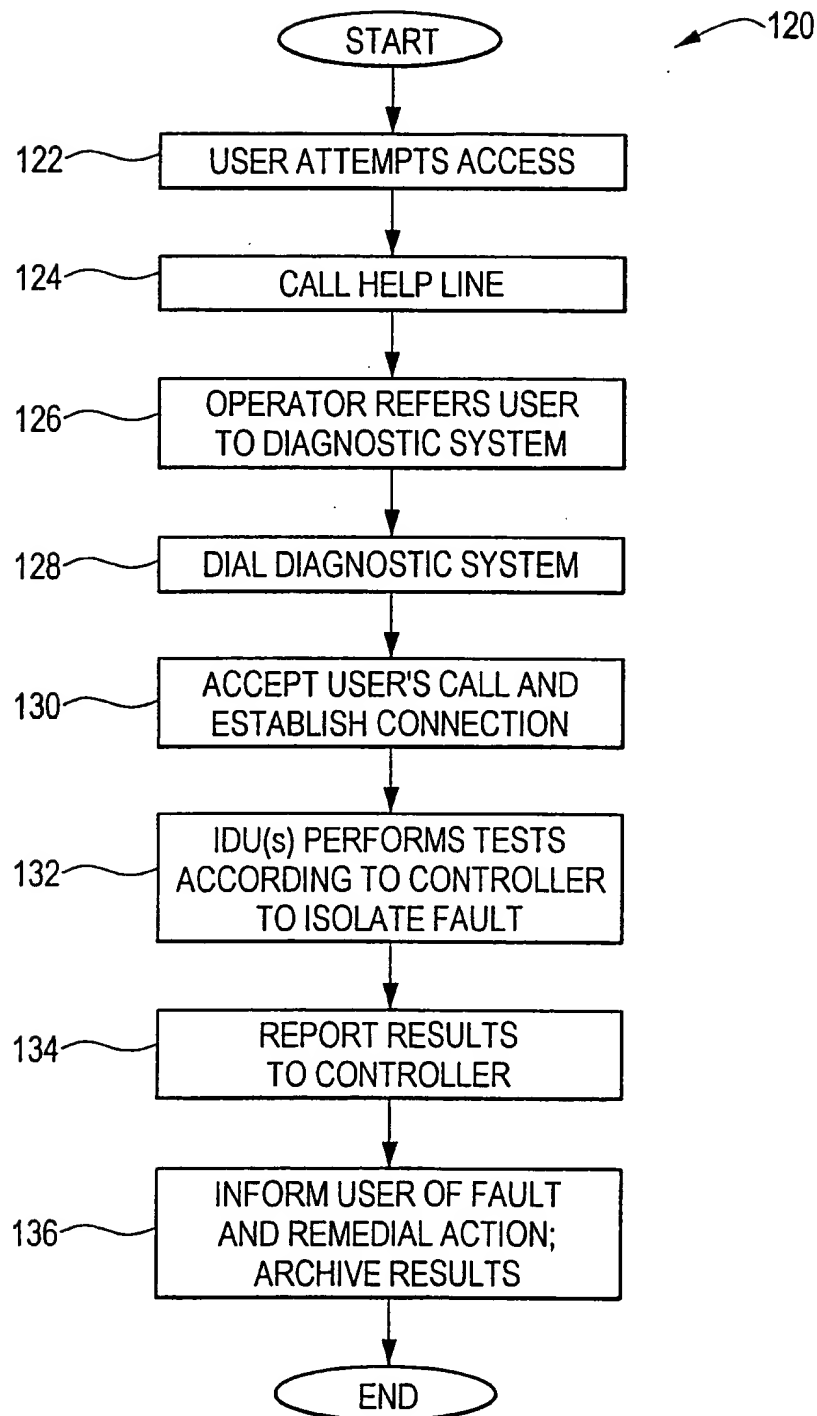 START
120
122
USER ATTEMPTS ACCESS
124
CALL HELP LINE
126
OPERATOR REFERS USER
TO DIAGNOSTIC SYSTEM
128
DIAL DIAGNOSTIC SYSTEM
130
ACCEPT USER'S CALL AND
ESTABLISH CONNECTION
132
IDU(s) PERFORMS TESTS
ACCORDING TO CONTROLLER
TO ISOLATE FAULT
134
REPORT RESULTS
TO CONTROLLER
136
INFORM USER OF FAULT
AND REMEDIAL ACTION;
ARCHIVE RESULTS
END